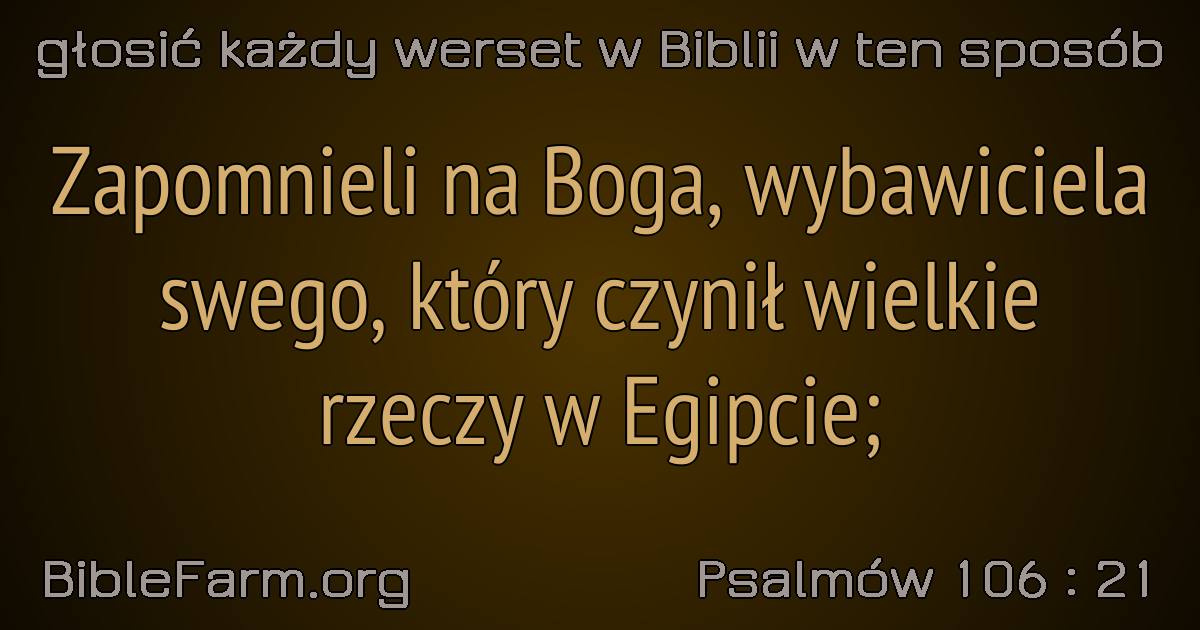 głosić każdy werset w Biblii w ten sposób
Zapomnieli na Boga, wybawiciela
swego, który czynił wielkie
rzeczy w Egipcie;
BibleFarm.org
Psalmów 106 : 21